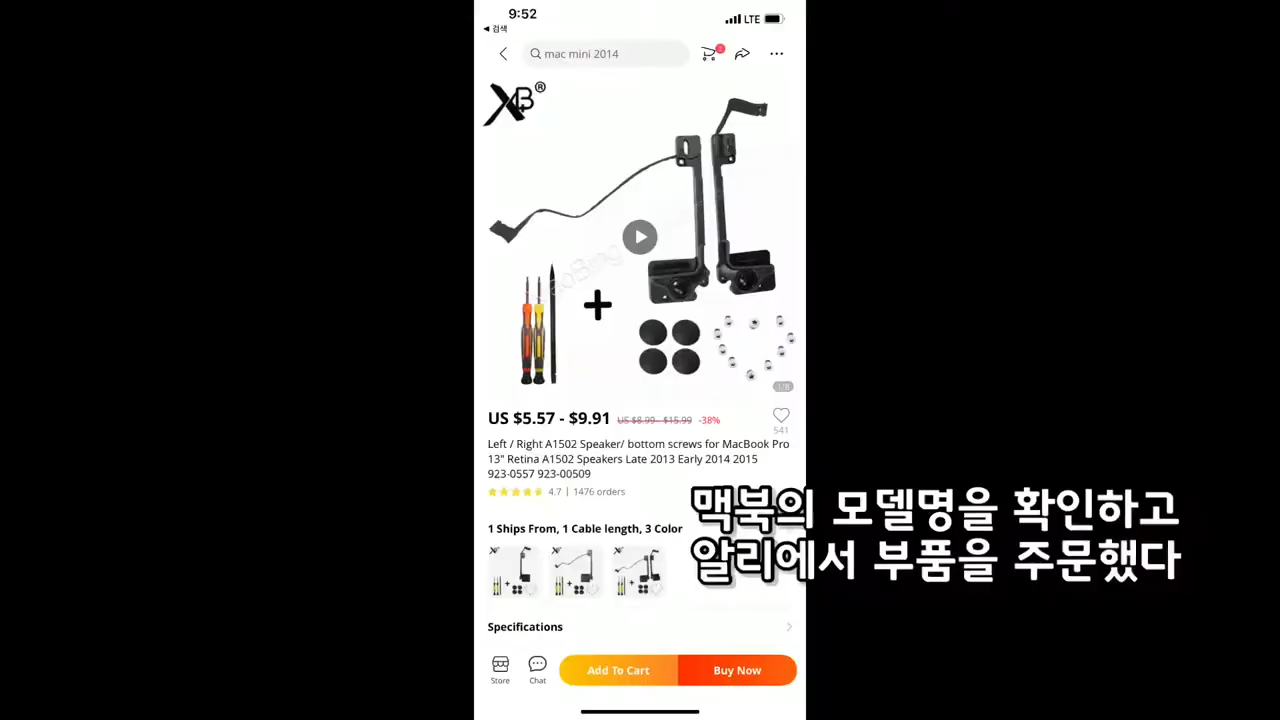 9:52
LTE
◀ 검색
mac mini 2014
XB®
1/8
US $5.57 - $9.91 US $8.99 - $15.99 -38%
541
Left / Right A1502 Speaker/ bottom screws for MacBook Pro
13" Retina A1502 Speakers Late 2013 Early 2014 2015
923-0557 923-00509
4.7 | 1476 orders
맥북의 모델명을 확인하고
알리에서 부품을 주문했다
1 Ships From, 1 Cable length, 3 Color
Specifications
Store
Chat
Add To Cart
Buy Now